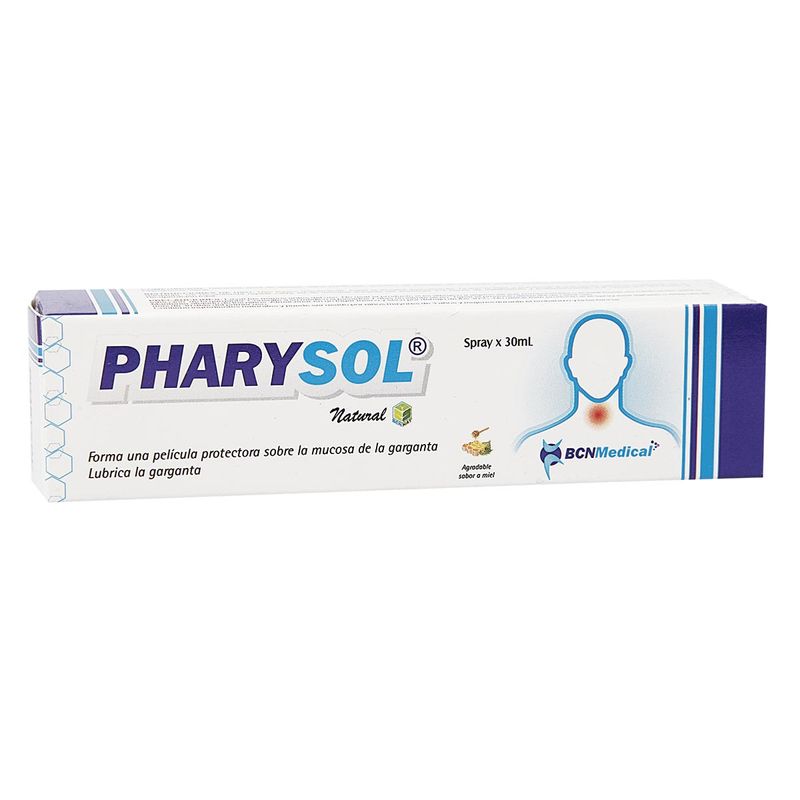 PHARYSOL®
Spray x 30mL
Natural
Forma una película protectora sobre la mucosa de la garganta
Lubrica la garganta
Agradable
sabor a miel
BCNMedical